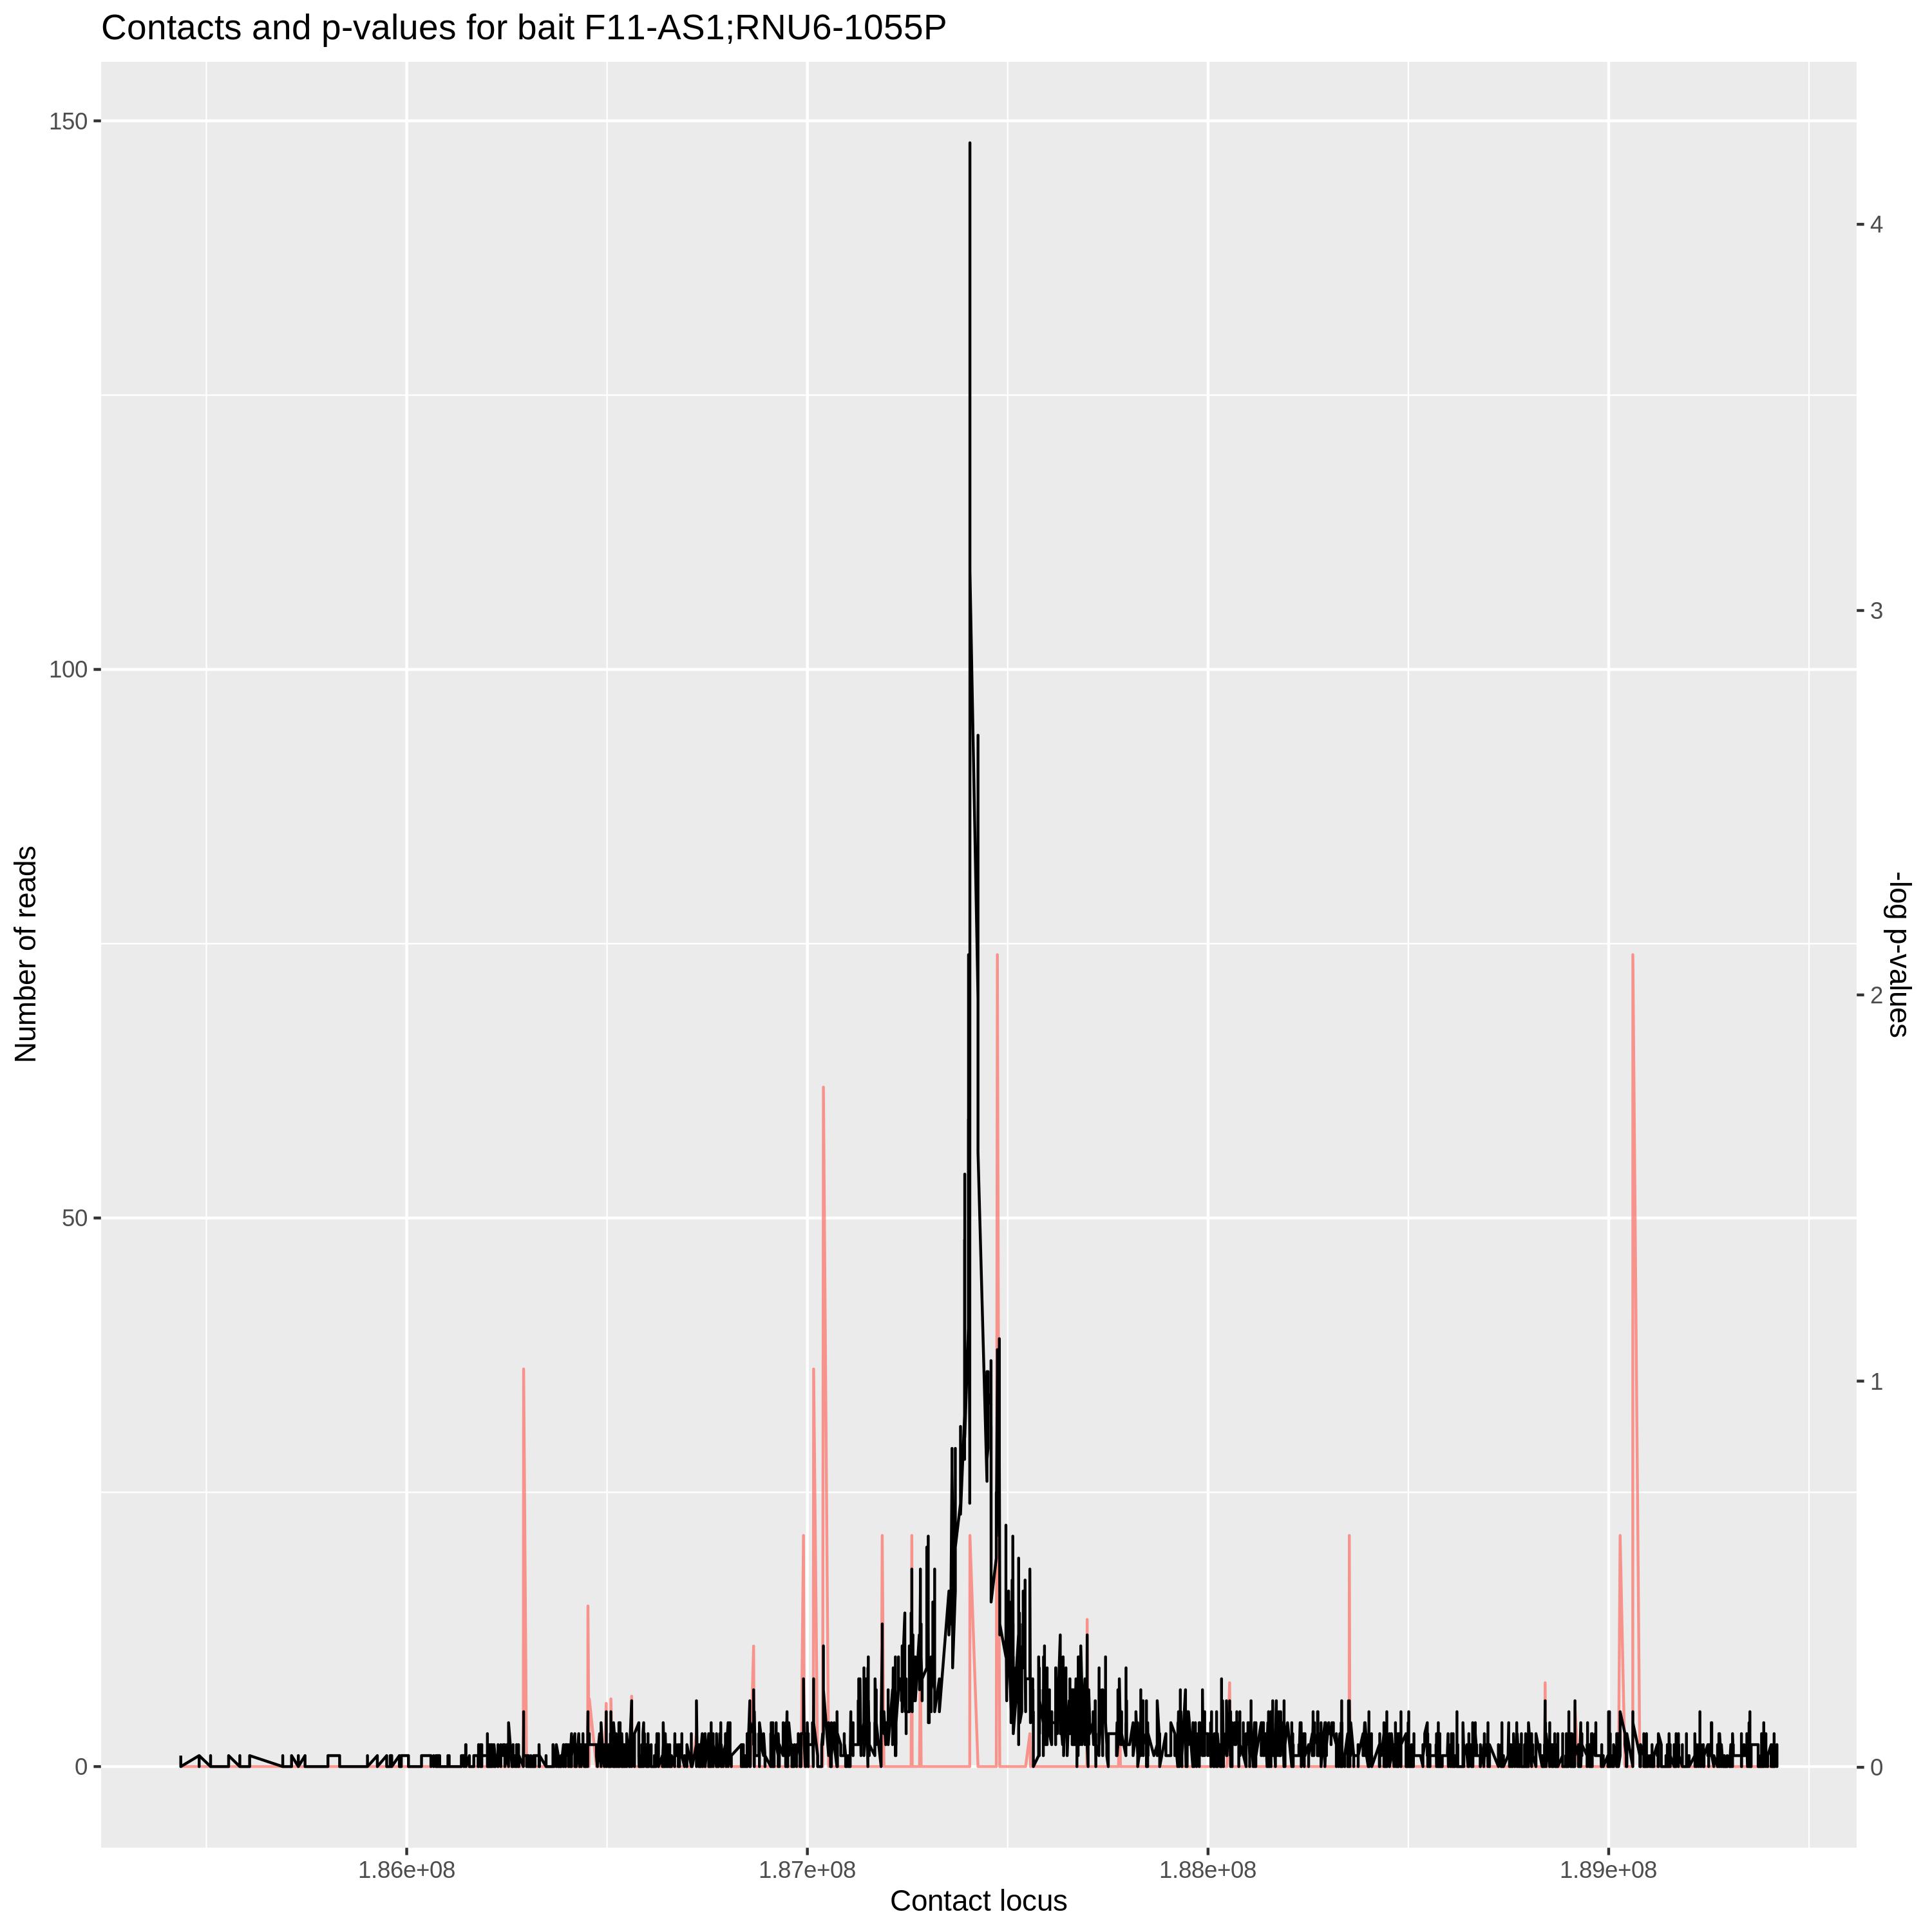 Contacts and p-values for bait F11-AS1;RNU6-1055P
150
100
50
0
Number of reads
4
3
2
1
0
-log p-values
1.86e+08
1.87e+08
1.88e+08
1.89e+08
Contact locus